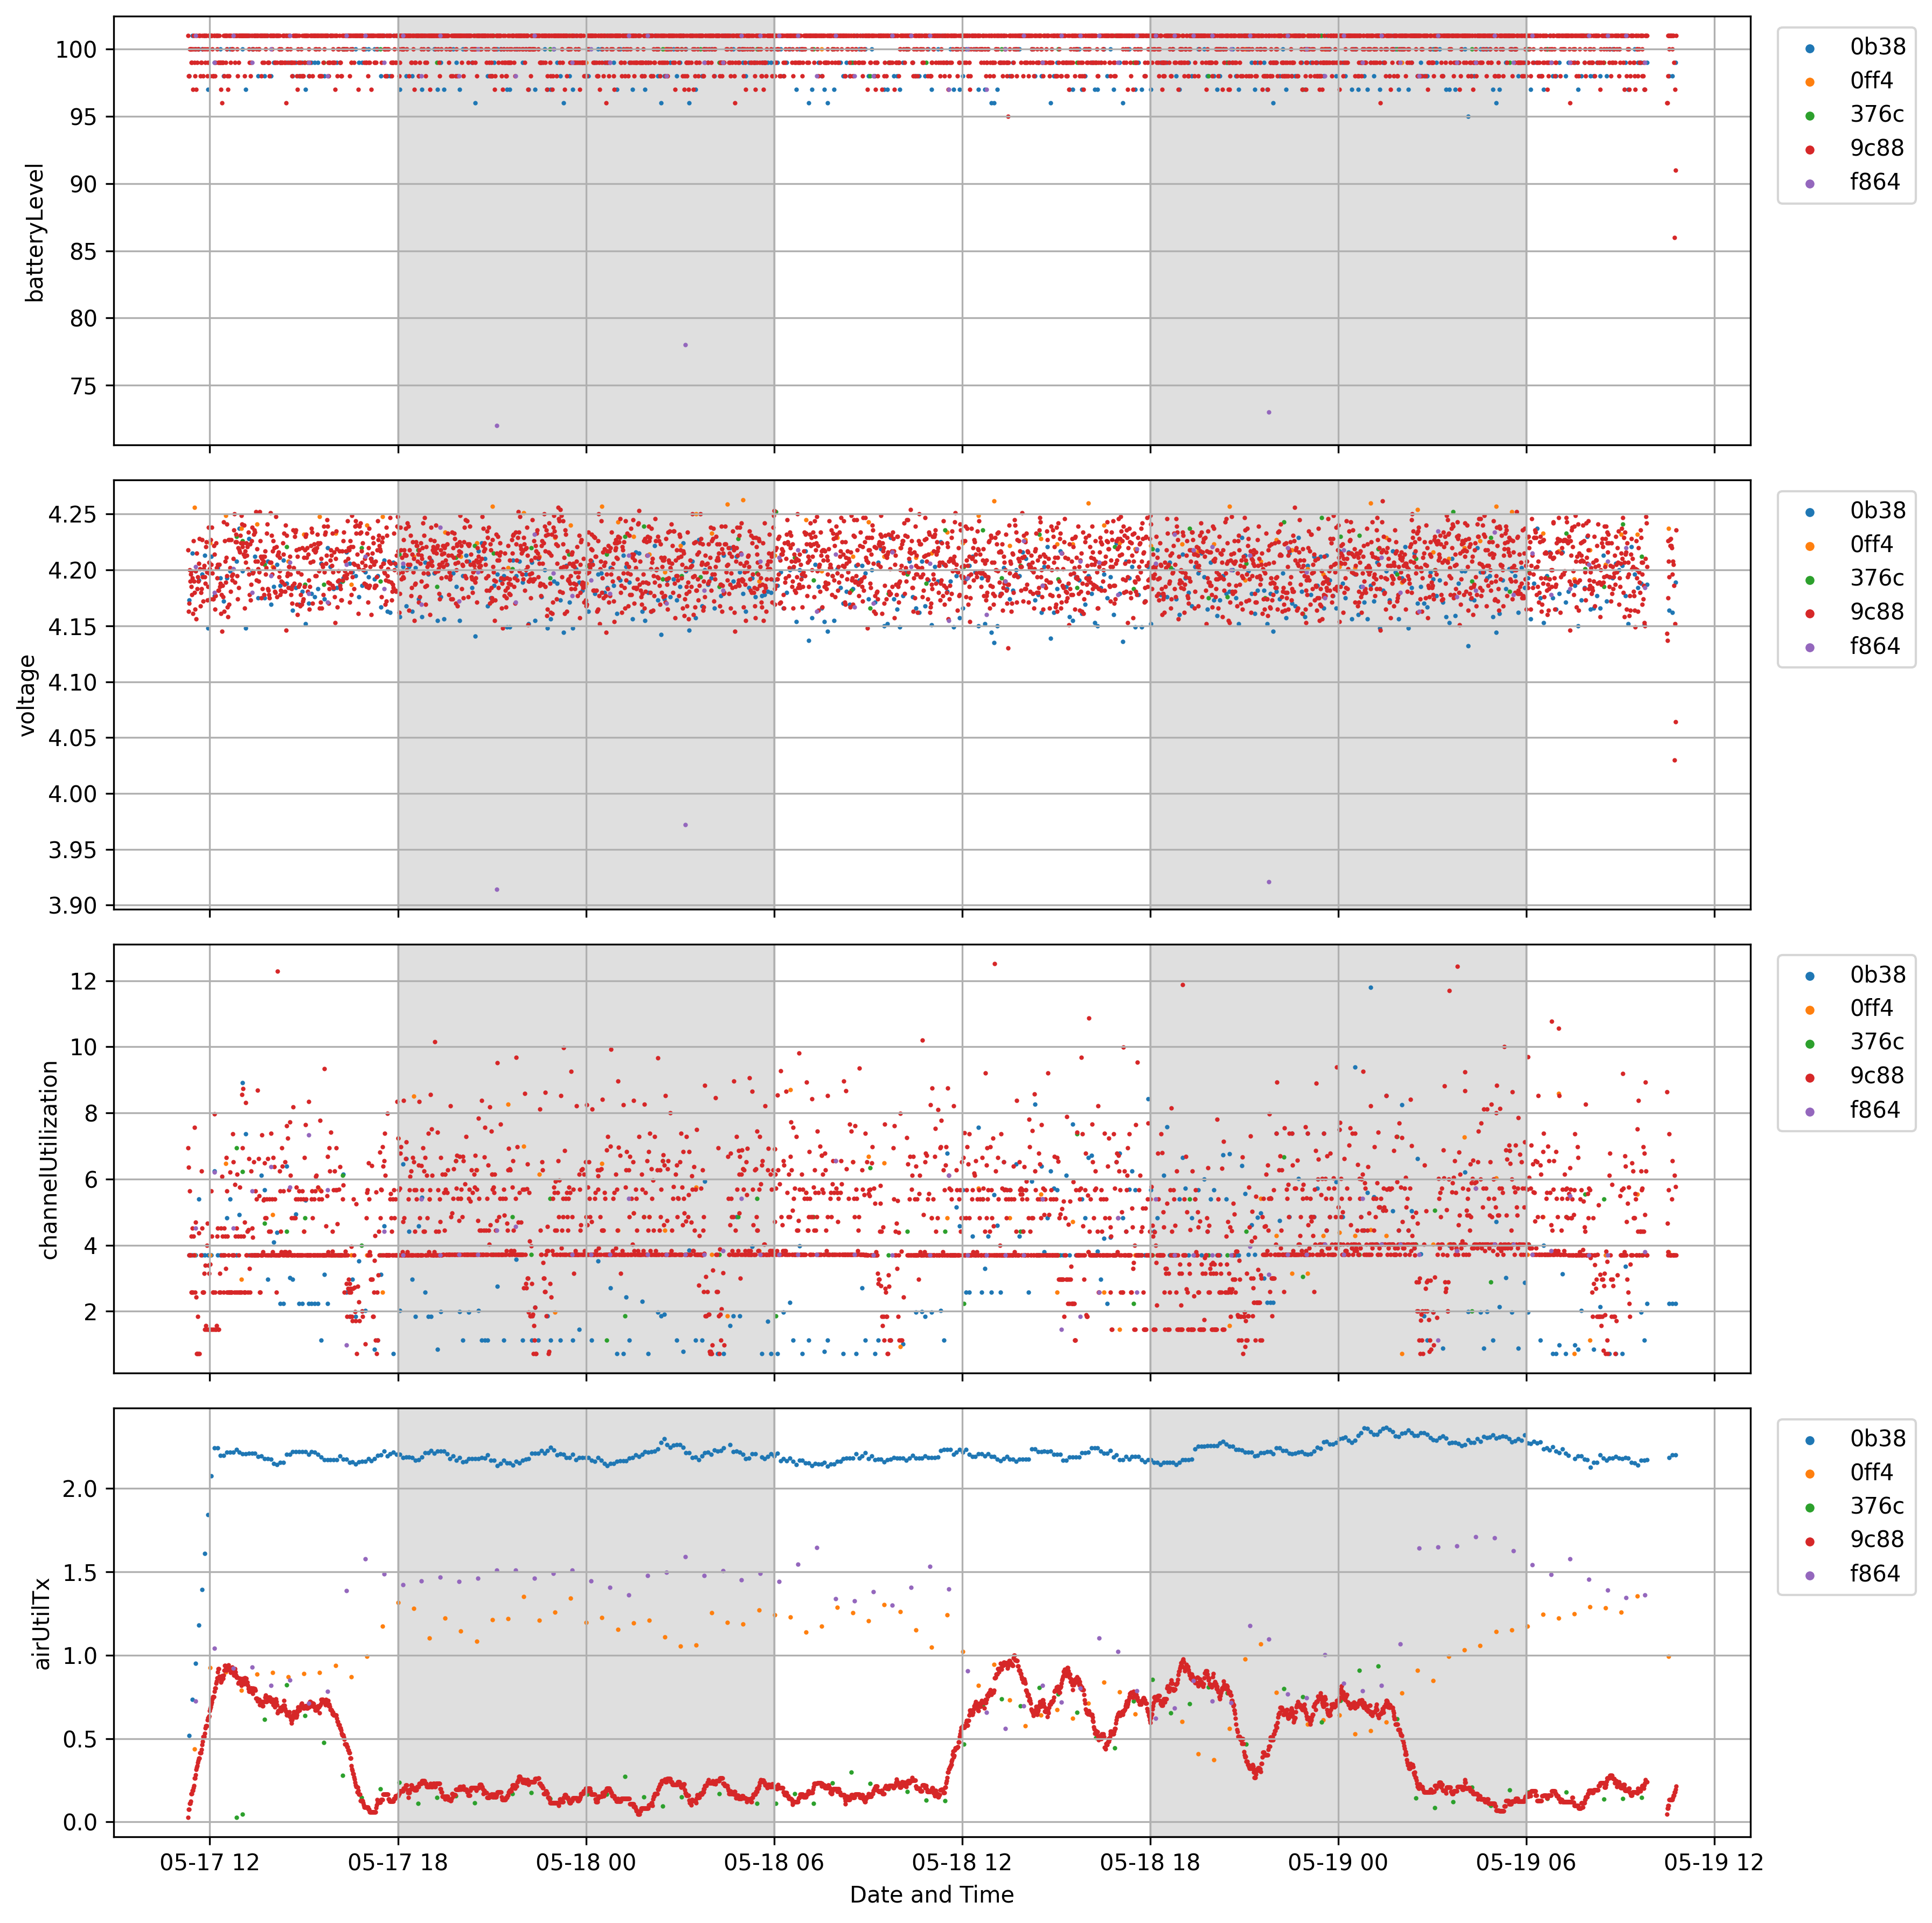 batteryLevel
100
95
90
85
80
75
0b38
0ff4
376c
9c88
f864
voltage
4.25
4.20
4.15
4.10
4.05
4.00
3.95
3.90
0b38
0ff4
376c
9c88
f864
channelUtilization
12
10
8
6
4
2
0b38
0ff4
376c
9c88
f864
airUtilTx
2.0
1.5
1.0
0.5
0.0
0b38
0ff4
376c
9c88
f864
05-17 12 05-17 18 05-18 00 05-18 06 05-18 12 05-18 18 05-19 00 05-19 06 05-19 12
Date and Time